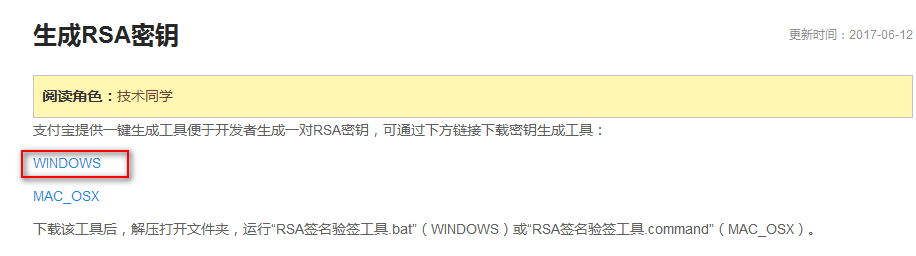 生成RSA密钥
更新时间：2017-06-12
阅读角色：技术同学
支付宝提供一键生成工具便于开发者生成一对RSA密钥，可通过下方链接下载密钥生成工具：
WINDOWS
MAC_OSX
下载该工具后，解压打开文件夹，运行“RSA签名验签工具.bat”（WINDOWS）或“RSA签名验签工具.command”（MAC_OSX）。